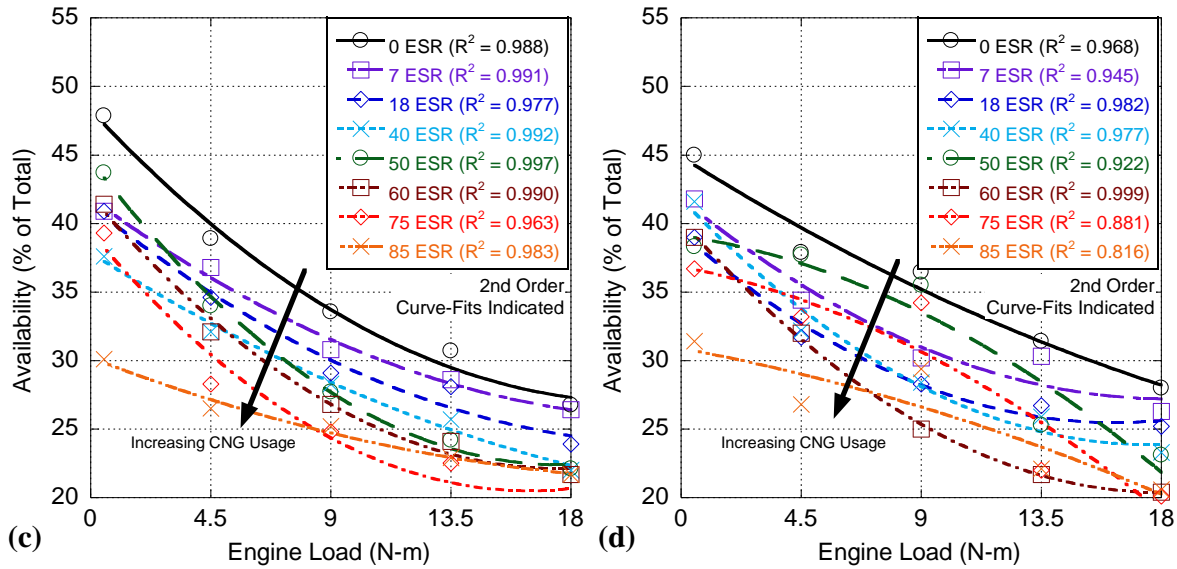 55
50
45
40
35
30
25
20
Availability (% of Total)
0 ESR (R² = 0.988)
7 ESR (R² = 0.991)
18 ESR (R² = 0.977)
40 ESR (R² = 0.992)
50 ESR (R² = 0.997)
60 ESR (R² = 0.990)
75 ESR (R² = 0.963)
85 ESR (R² = 0.983)
2nd Order
Curve-Fits Indicated
Increasing CNG Usage
0 4.5 9 13.5 18
Engine Load (N-m)
(c)
55
50
45
40
35
30
25
20
Availability (% of Total)
0 ESR (R² = 0.968)
7 ESR (R² = 0.945)
18 ESR (R² = 0.982)
40 ESR (R² = 0.977)
50 ESR (R² = 0.922)
60 ESR (R² = 0.999)
75 ESR (R² = 0.881)
85 ESR (R² = 0.816)
2nd Order
Curve-Fits Indicated
Increasing CNG Usage
0 4.5 9 13.5 18
Engine Load (N-m)
(d)